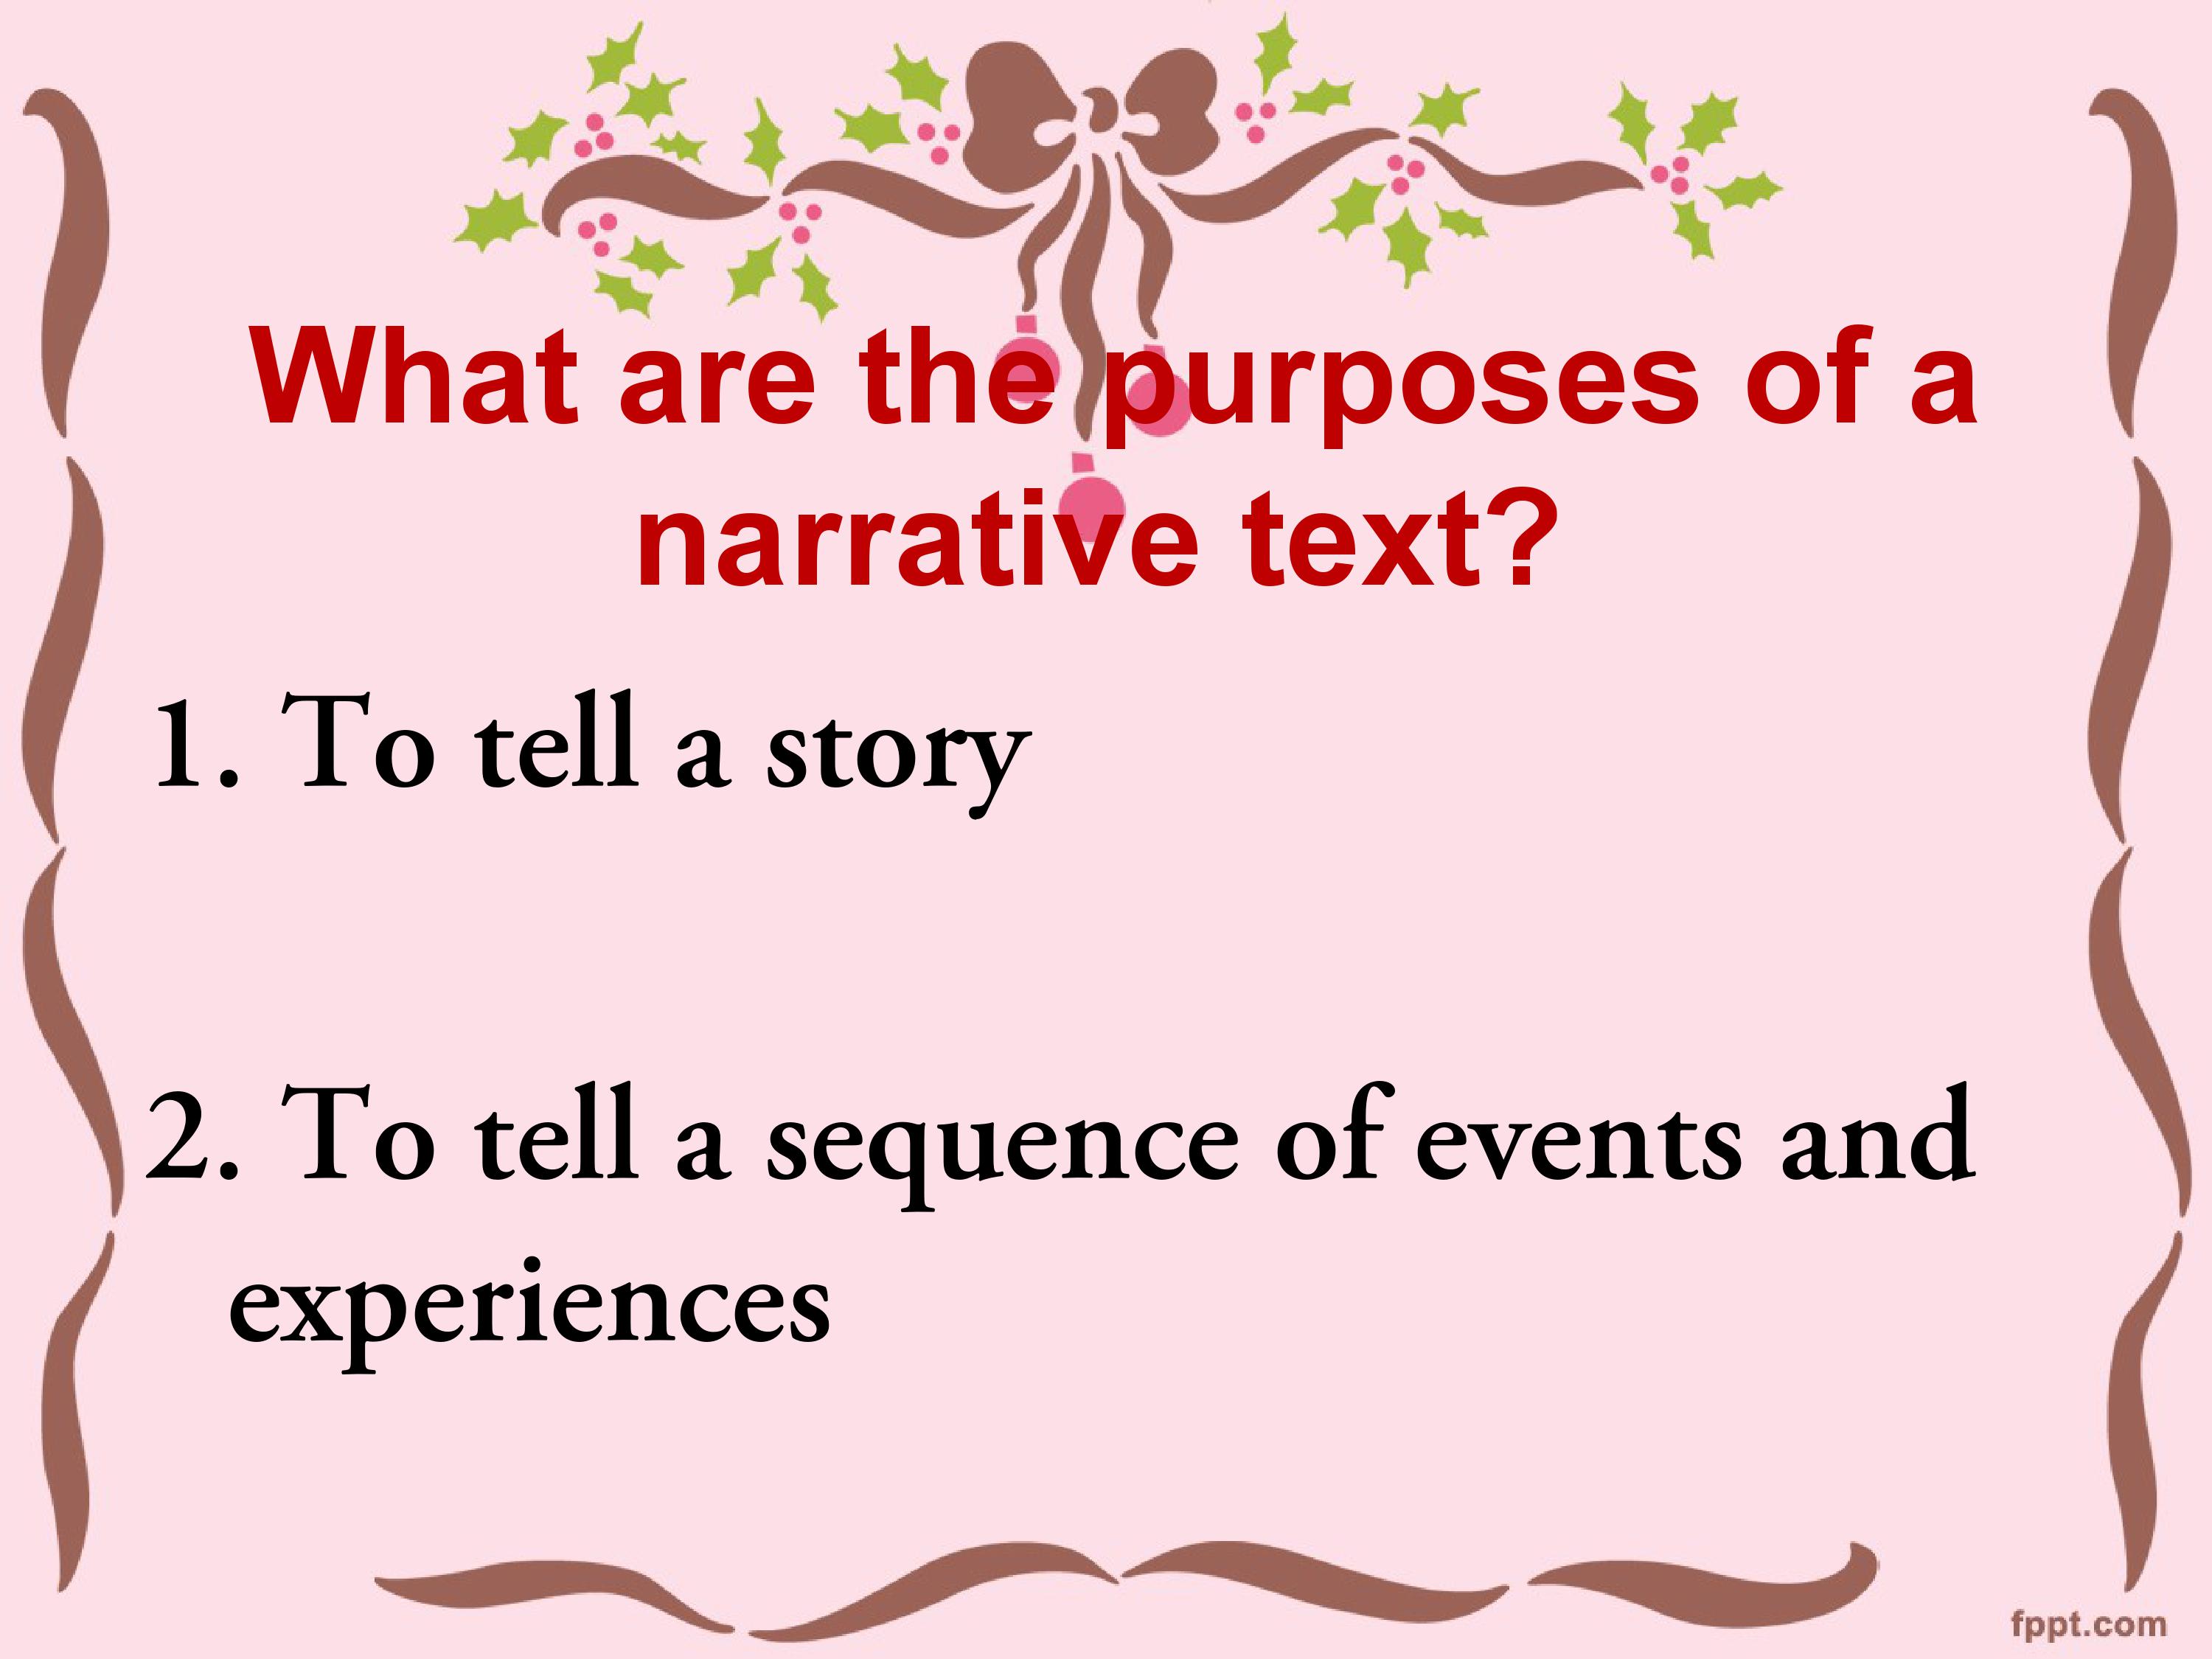 What are the purposes of a
narrative text?
1. To tell a story
2. To tell a sequence of events and
experiences
fppt.com